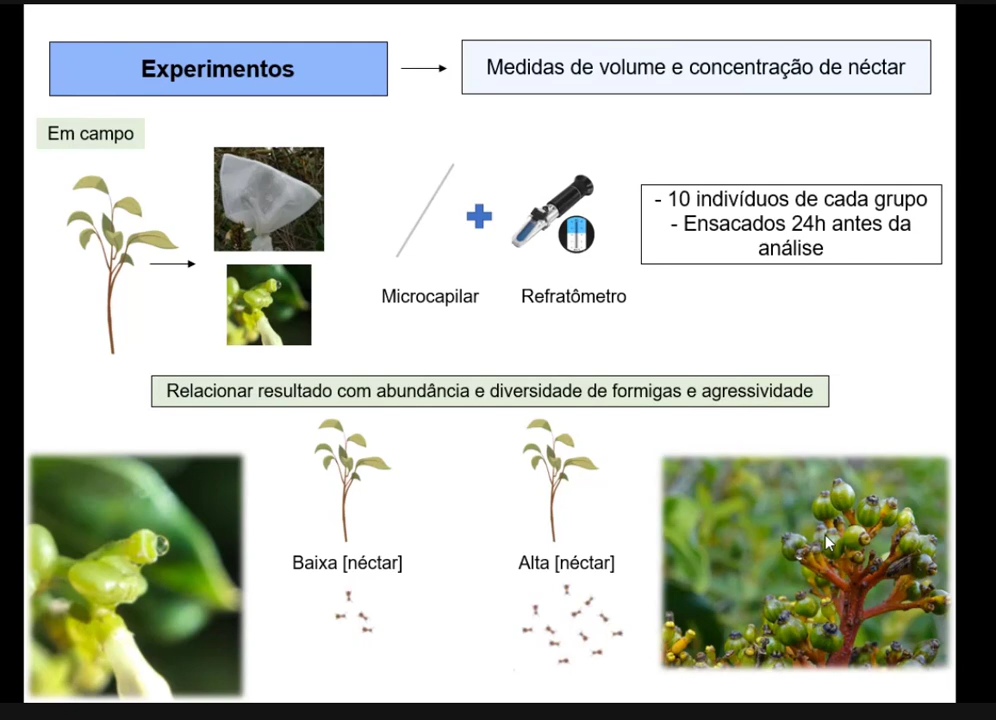 Experimentos
Medidas de volume e concentração de néctar
Em campo
- 10 indivíduos de cada grupo
- Ensacados 24h antes da
análise
Microcapilar
Refratômetro
Relacionar resultado com abundância e diversidade de formigas e agressividade
Baixa [néctar]
Alta [néctar]